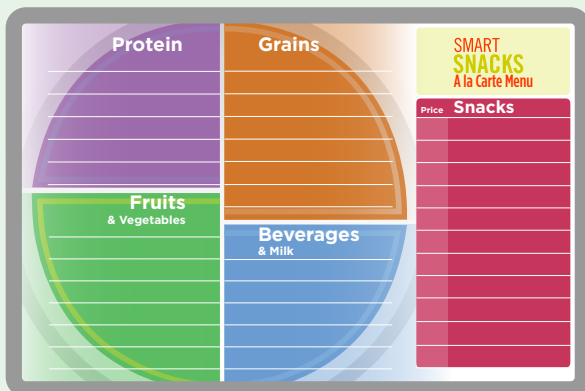 Protein
Grains
SMART
SNACKS
A la Carte Menu
Price Snacks
Fruits
& Vegetables
Beverages
& Milk